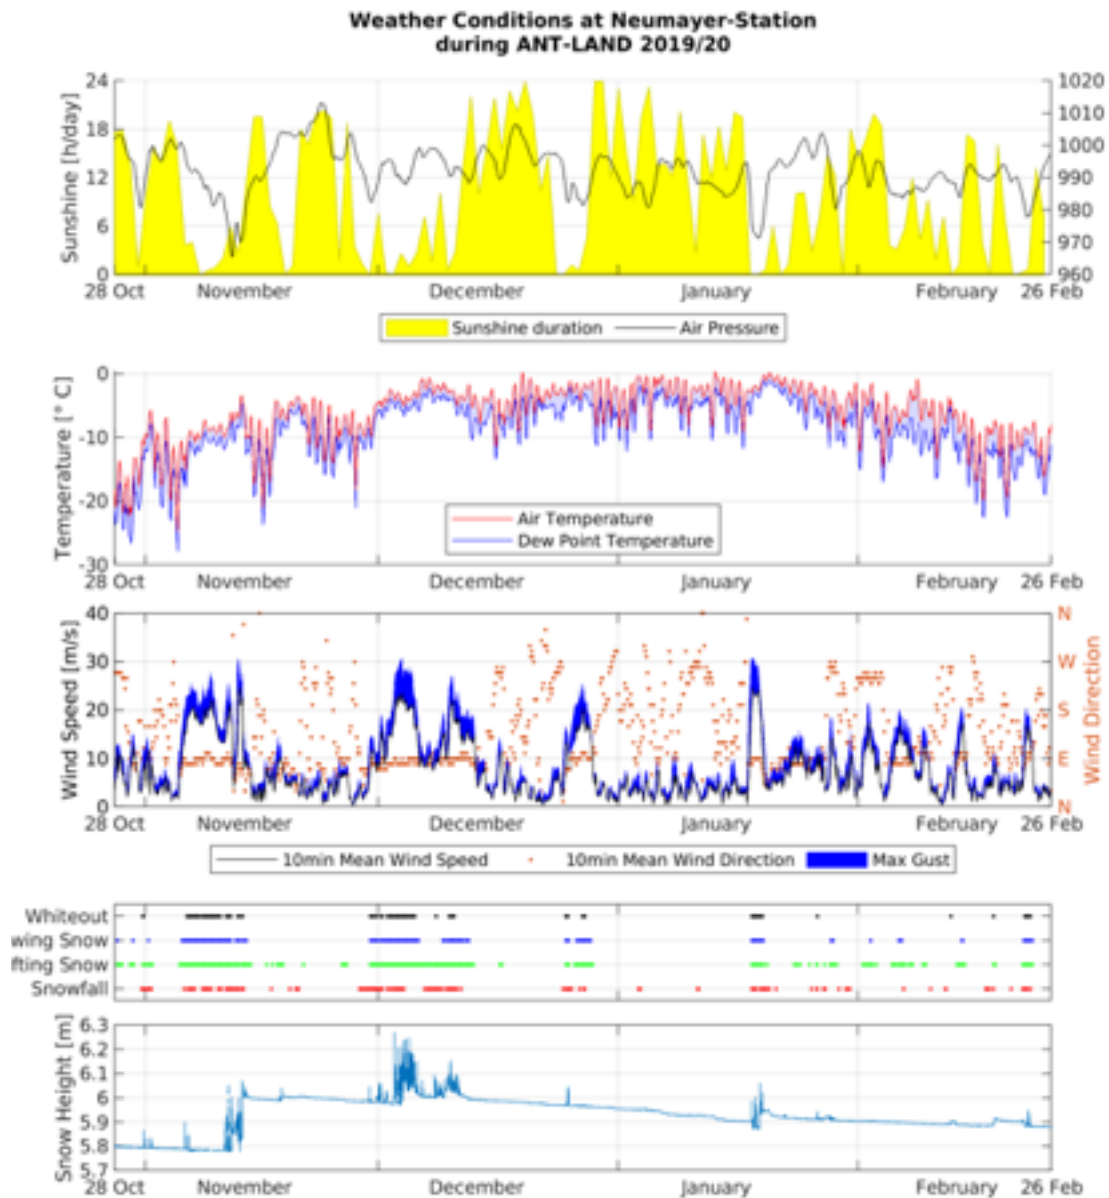 Weather Conditions at Neumayer-Station
during ANT-LAND 2019/20
Sunshine [h/day]
24
18
12
6
0
1020
1010
1000
990
980
970
960
28 Oct November December January February 26 Feb
Sunshine duration Air Pressure
Temperature [° C]
0
-10
-20
-30
Air Temperature
Dew Point Temperature
28 Oct November December January February 26 Feb
Wind Speed [m/s]
40
30
20
10
0
N
W
S
E
N
Wind Direction
28 Oct November December January February 26 Feb
10min Mean Wind Speed 10min Mean Wind Direction Max Gust
Whiteout
wing Snow
fting Snow
Snowfall
Snow Height [m]
6.3
6.2
6.1
6
5.9
5.8
5.7
28 Oct November December January February 26 Feb